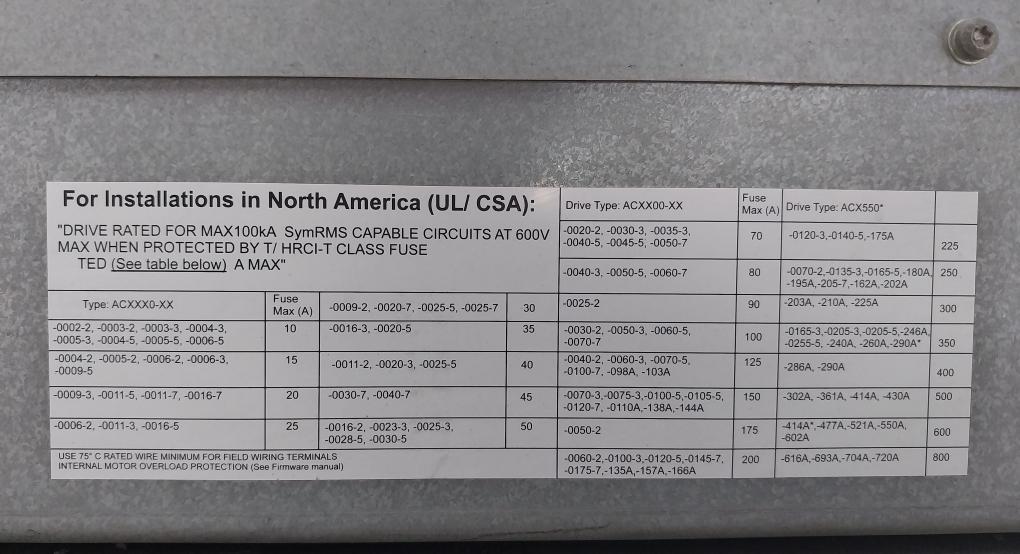 For Installations in North America (UL/ CSA):
"DRIVE RATED FOR MAX100kA SymRMS CAPABLE CIRCUITS AT 600V
MAX WHEN PROTECTED BY T/ HRCI-T CLASS FUSE
TED (See table below) A MAX"
Type: ACXXX0-XX
Fuse
Max (A)
-0002-2, -0003-2, -0003-3, -0004-3,
-0005-3, -0004-5, -0005-5, -0006-5
10
-0004-2, -0005-2, -0006-2, -0006-3,
-0009-5
15
-0009-3, -0011-5, -0011-7, -0016-7
20
-0006-2, -0011-3, -0016-5
25
-0009-2, -0020-7, -0025-5, -0025-7
30
-0016-3, -0020-5
35
-0011-2, -0020-3, -0025-5
40
-0030-7, -0040-7
45
-0016-2, -0023-3, -0025-3,
-0028-5, -0030-5
50
USE 75° C RATED WIRE MINIMUM FOR FIELD WIRING TERMINALS
INTERNAL MOTOR OVERLOAD PROTECTION (See Firmware manual)
Drive Type: ACXX00-XX
Fuse
Max (A)
-0020-2, -0030-3, -0035-3,
-0040-5, -0045-5, -0050-7
70
-0040-3, -0050-5, -0060-7
80
-0025-2
90
-0030-2, -0050-3, -0060-5,
-0070-7
100
-0040-2, -0060-3, -0070-5,
-0100-7, -098A, -103A
125
-0070-3,-0075-3,-0100-5,-0105-5,
-0120-7, -0110A,-138A,-144A
150
-0050-2
175
-0060-2,-0100-3,-0120-5,-0145-7,
-0175-7,-135A,-157A,-166A
200
Drive Type: ACX550*
-0120-3,-0140-5,-175A
225
-0070-2,-0135-3,-0165-5,-180A,
-195A,-205-7,-162A,-202A
250
-203A, -210A, -225A
300
-0165-3,-0205-3,-0205-5,-246A,
-0255-5, -240A, -260A,-290A*
350
-286A, -290A
400
-302A, -361A, -414A, -430A
500
-414A*,-477A,-521A,-550A,
-602A
600
-616A,-693A,-704A,-720A
800